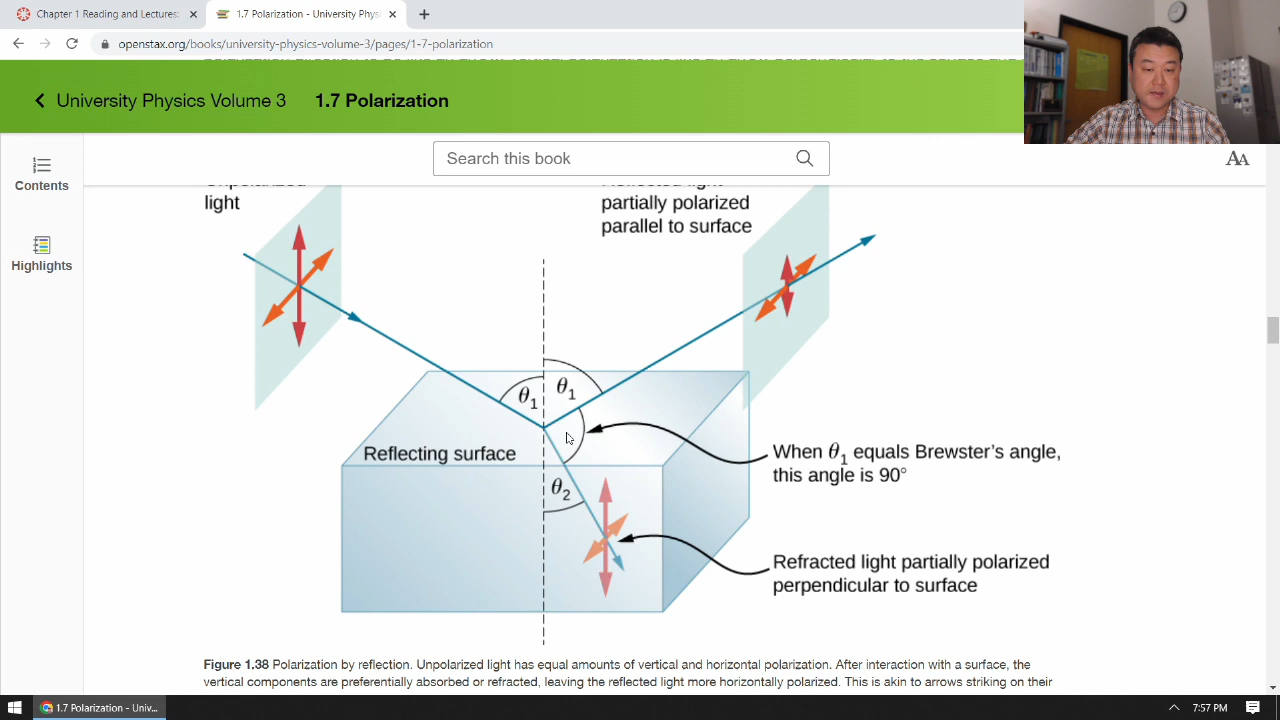 Chapter 1 Reading and Lectures:
1.7 Polarization - University Phy
openstax.org/books/university-physics-volume-3/pages/1-7-polarization
University Physics Volume 3
1.7 Polarization
Search this book
AA
Contents
Highlights
light
partially polarized
parallel to surface
θ1
θ1
Reflecting surface
When θ1 equals Brewster's angle,
this angle is 90°
θ2
Refracted light partially polarized
perpendicular to surface
Figure 1.38 Polarization by reflection. Unpolarized light has equal amounts of vertical and horizontal polarization. After interaction with a surface, the
vertical components are preferentially absorbed or refracted, leaving the reflected light more horizontally polarized. This is akin to arrows striking on their
1.7 Polarization - Univ...
7:57 PM